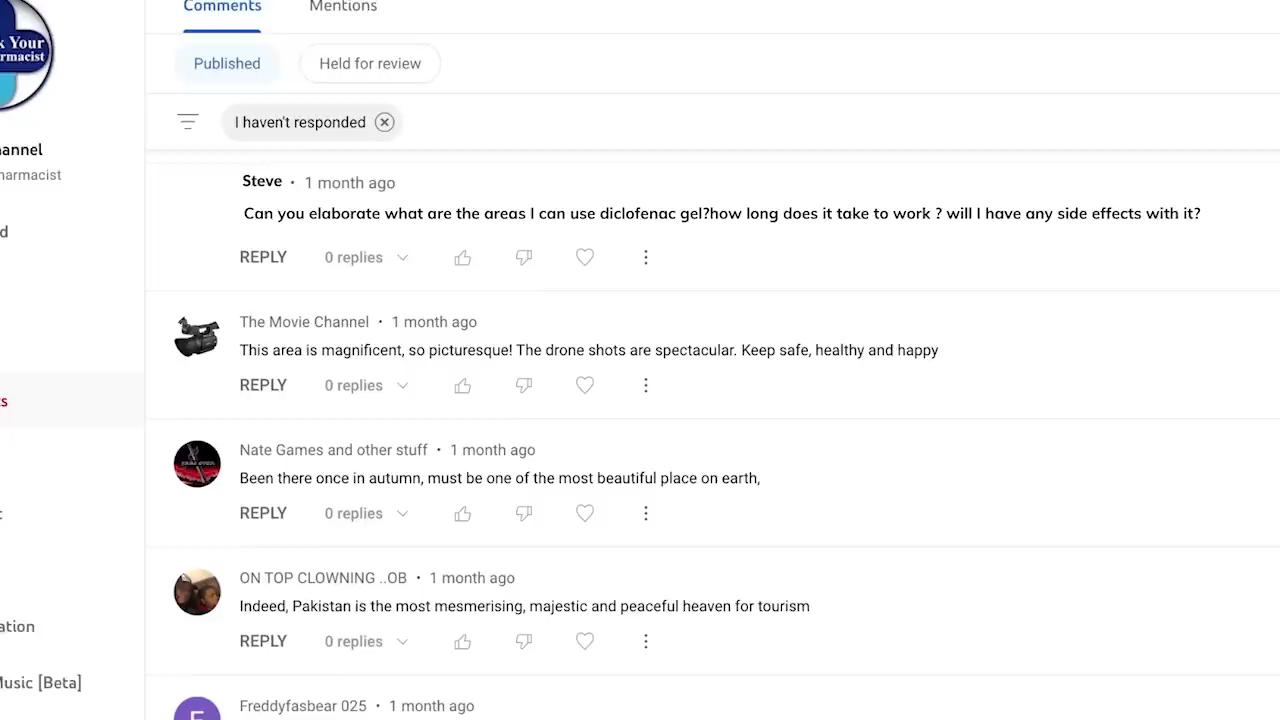 Comments Mentions
k Your
rmacist
Published Held for review
I haven't responded
annel
harmacist
Steve · 1 month ago
Can you elaborate what are the areas I can use diclofenac gel?how long does it take to work ? will I have any side effects with it?
d
REPLY 0 replies
The Movie Channel · 1 month ago
This area is magnificent, so picturesque! The drone shots are spectacular. Keep safe, healthy and happy
REPLY 0 replies
ts
Nate Games and other stuff · 1 month ago
Been there once in autumn, must be one of the most beautiful place on earth,
REPLY 0 replies
t
ON TOP CLOWNING ..OB · 1 month ago
Indeed, Pakistan is the most mesmerising, majestic and peaceful heaven for tourism
ation
REPLY 0 replies
Music [Beta]
Freddyfasbear 025 · 1 month ago
F